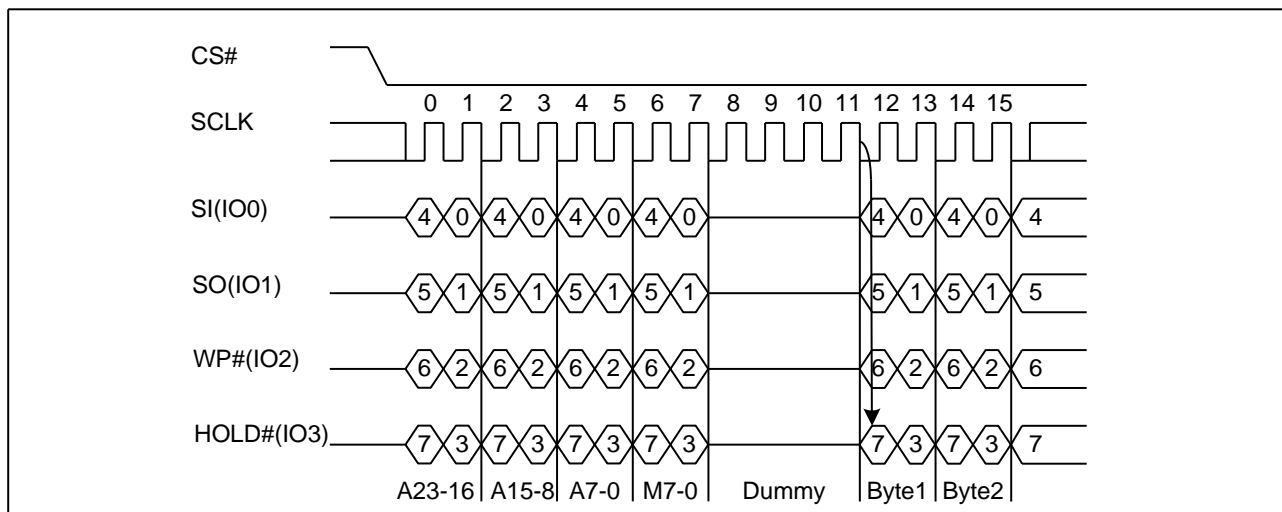 CS#
0 1 2 3 4 5 6 7 8 9 10 11 12 13 14 15
SCLK
SI(IO0) 4 0 4 0 4 0 4 0 4 0 4 0 4
SO(IO1) 5 1 5 1 5 1 5 1 5 1 5 1 5
WP#(IO2) 6 2 6 2 6 2 6 2 6 2 6 2 6
HOLD#(IO3) 7 3 7 3 7 3 7 3 7 3 7 3 7
A23-16 A15-8 A7-0 M7-0 Dummy Byte1 Byte2